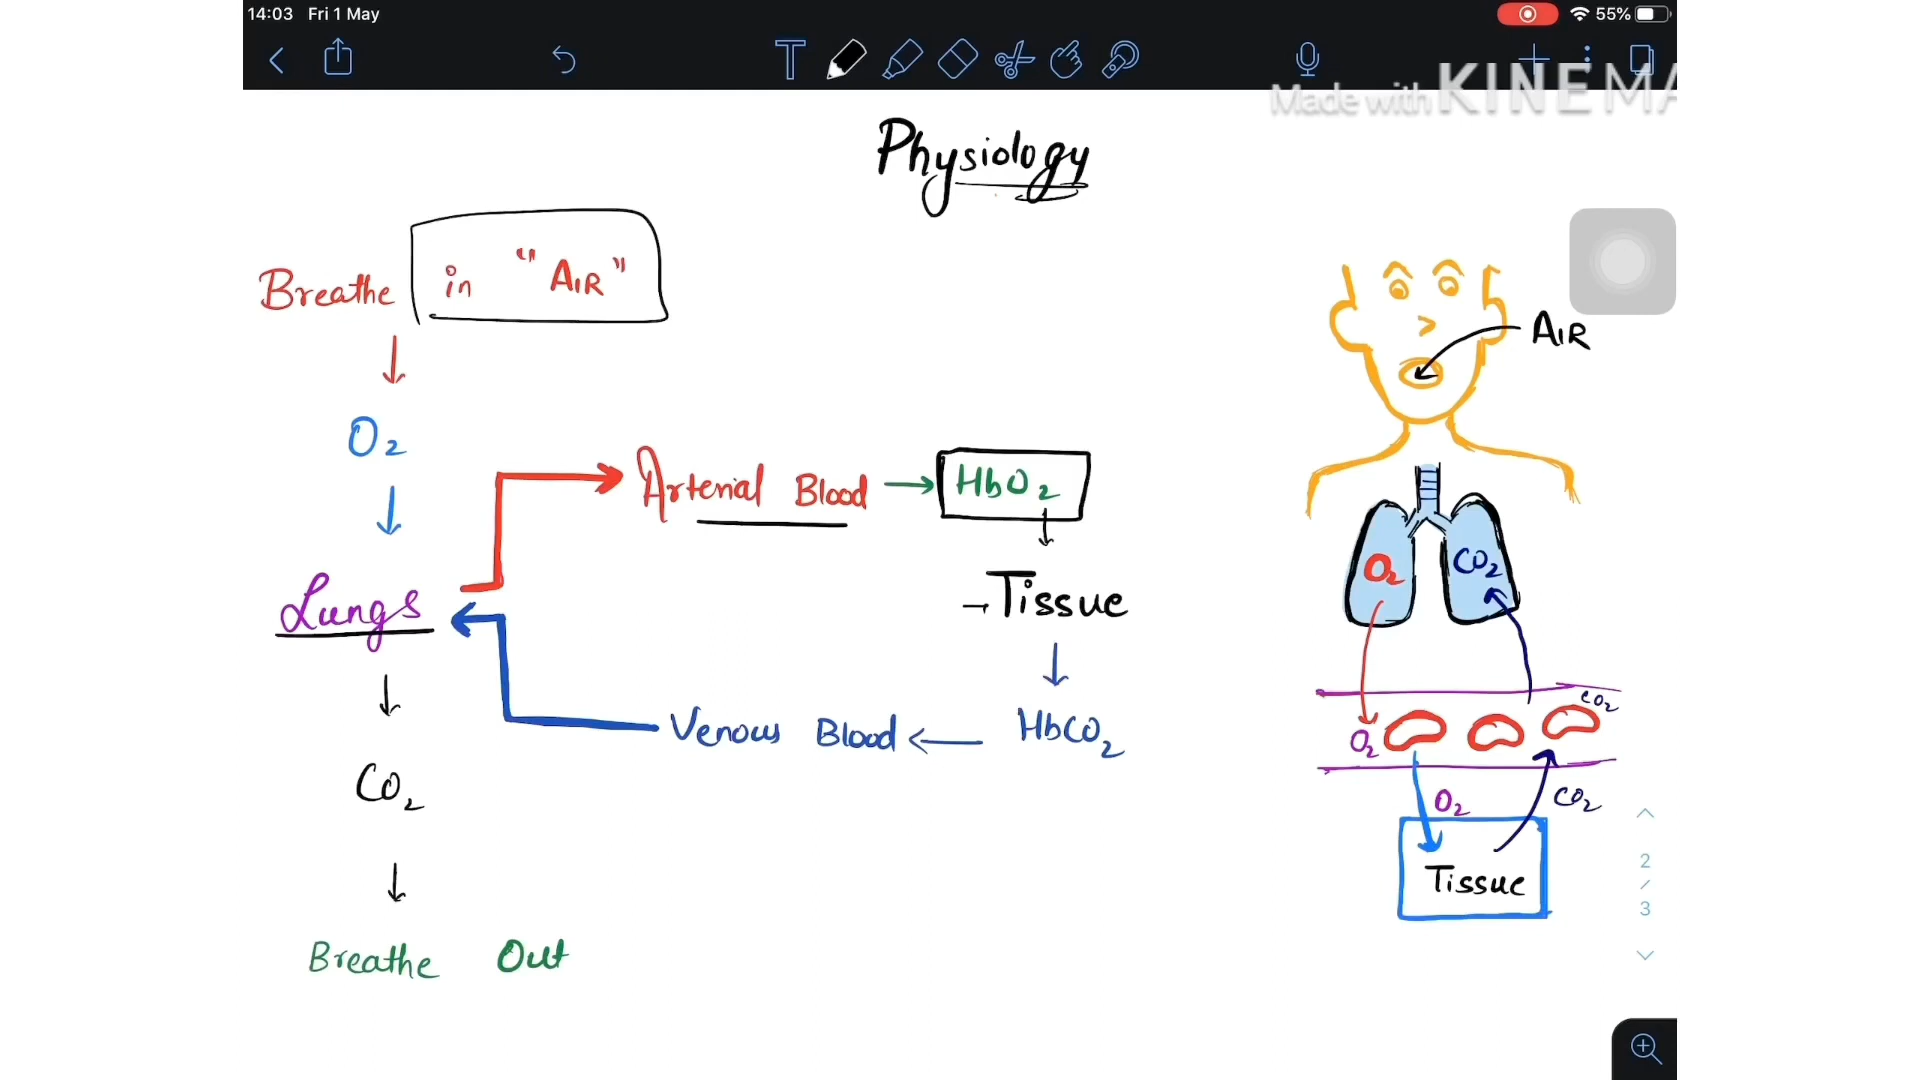 14:03 Fri 1 May
55%
Made with KINEMA
Physiology
Breathe in "AIR"
O2
Arterial Blood → HbO2
Lungs
Tissue
Venous Blood ← HbCO2
CO2
Breathe Out
AIR
O2
CO2
CO2
O2
O2
CO2
Tissue
2
/
3